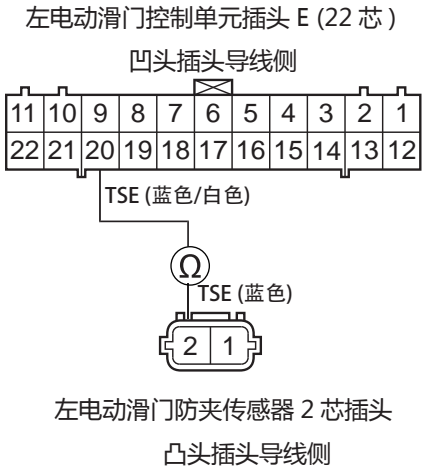 左电动滑门控制单元插头 E (22 芯 )
凹头插头导线侧
11 10 9 8 7 6 5 4 3 2 1
22 21 20 19 18 17 16 15 14 13 12
TSE (蓝色/白色)
Ω
TSE (蓝色)
2 1
左电动滑门防夹传感器 2 芯插头
凸头插头导线侧